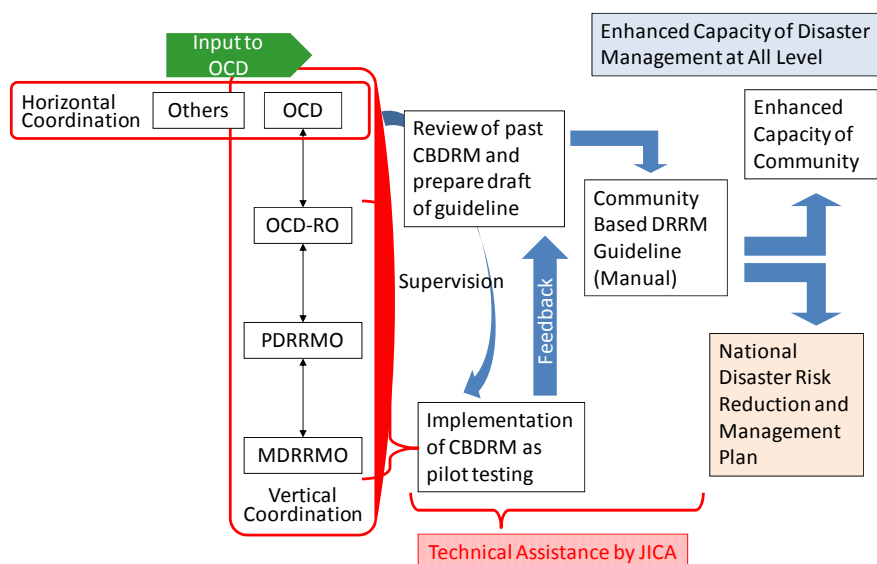 Input to
OCD
Enhanced Capacity of Disaster
Management at All Level
Horizontal
Coordination
Others
OCD
Review of past
CBDRM and
prepare draft
of guideline
Enhanced
Capacity of
Community
Community
Based DRRM
Guideline
(Manual)
OCD-RO
Supervision
Feedback
PDRRMO
National
Disaster Risk
Reduction and
Management
Plan
MDRRMO
Implementation
of CBDRM as
pilot testing
Vertical
Coordination
Technical Assistance by JICA